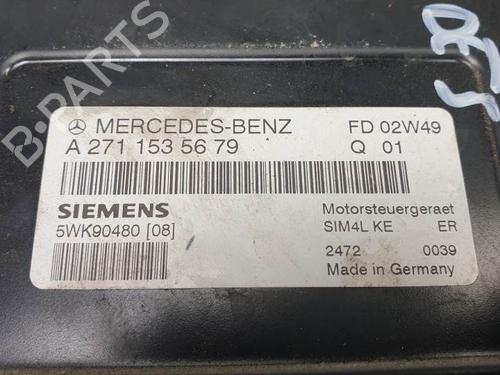 MERCEDES-BENZ FD 02W49
A 271 153 56 79 Q 01
SIEMENS Motorsteuergeraet
5WK90480 [08] SIM4L KE ER
2472 0039
Made in Germany
B-PARTS